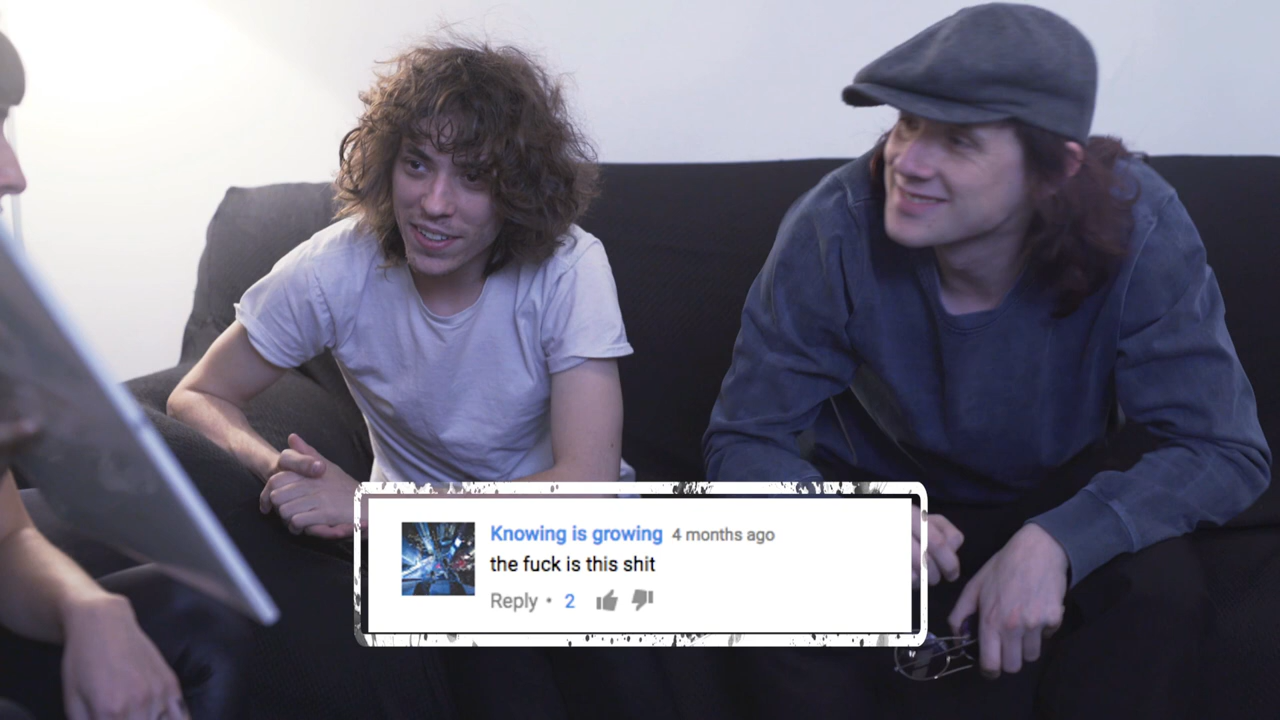 Knowing is growing 4 months ago
the fuck is this shit
Reply • 2